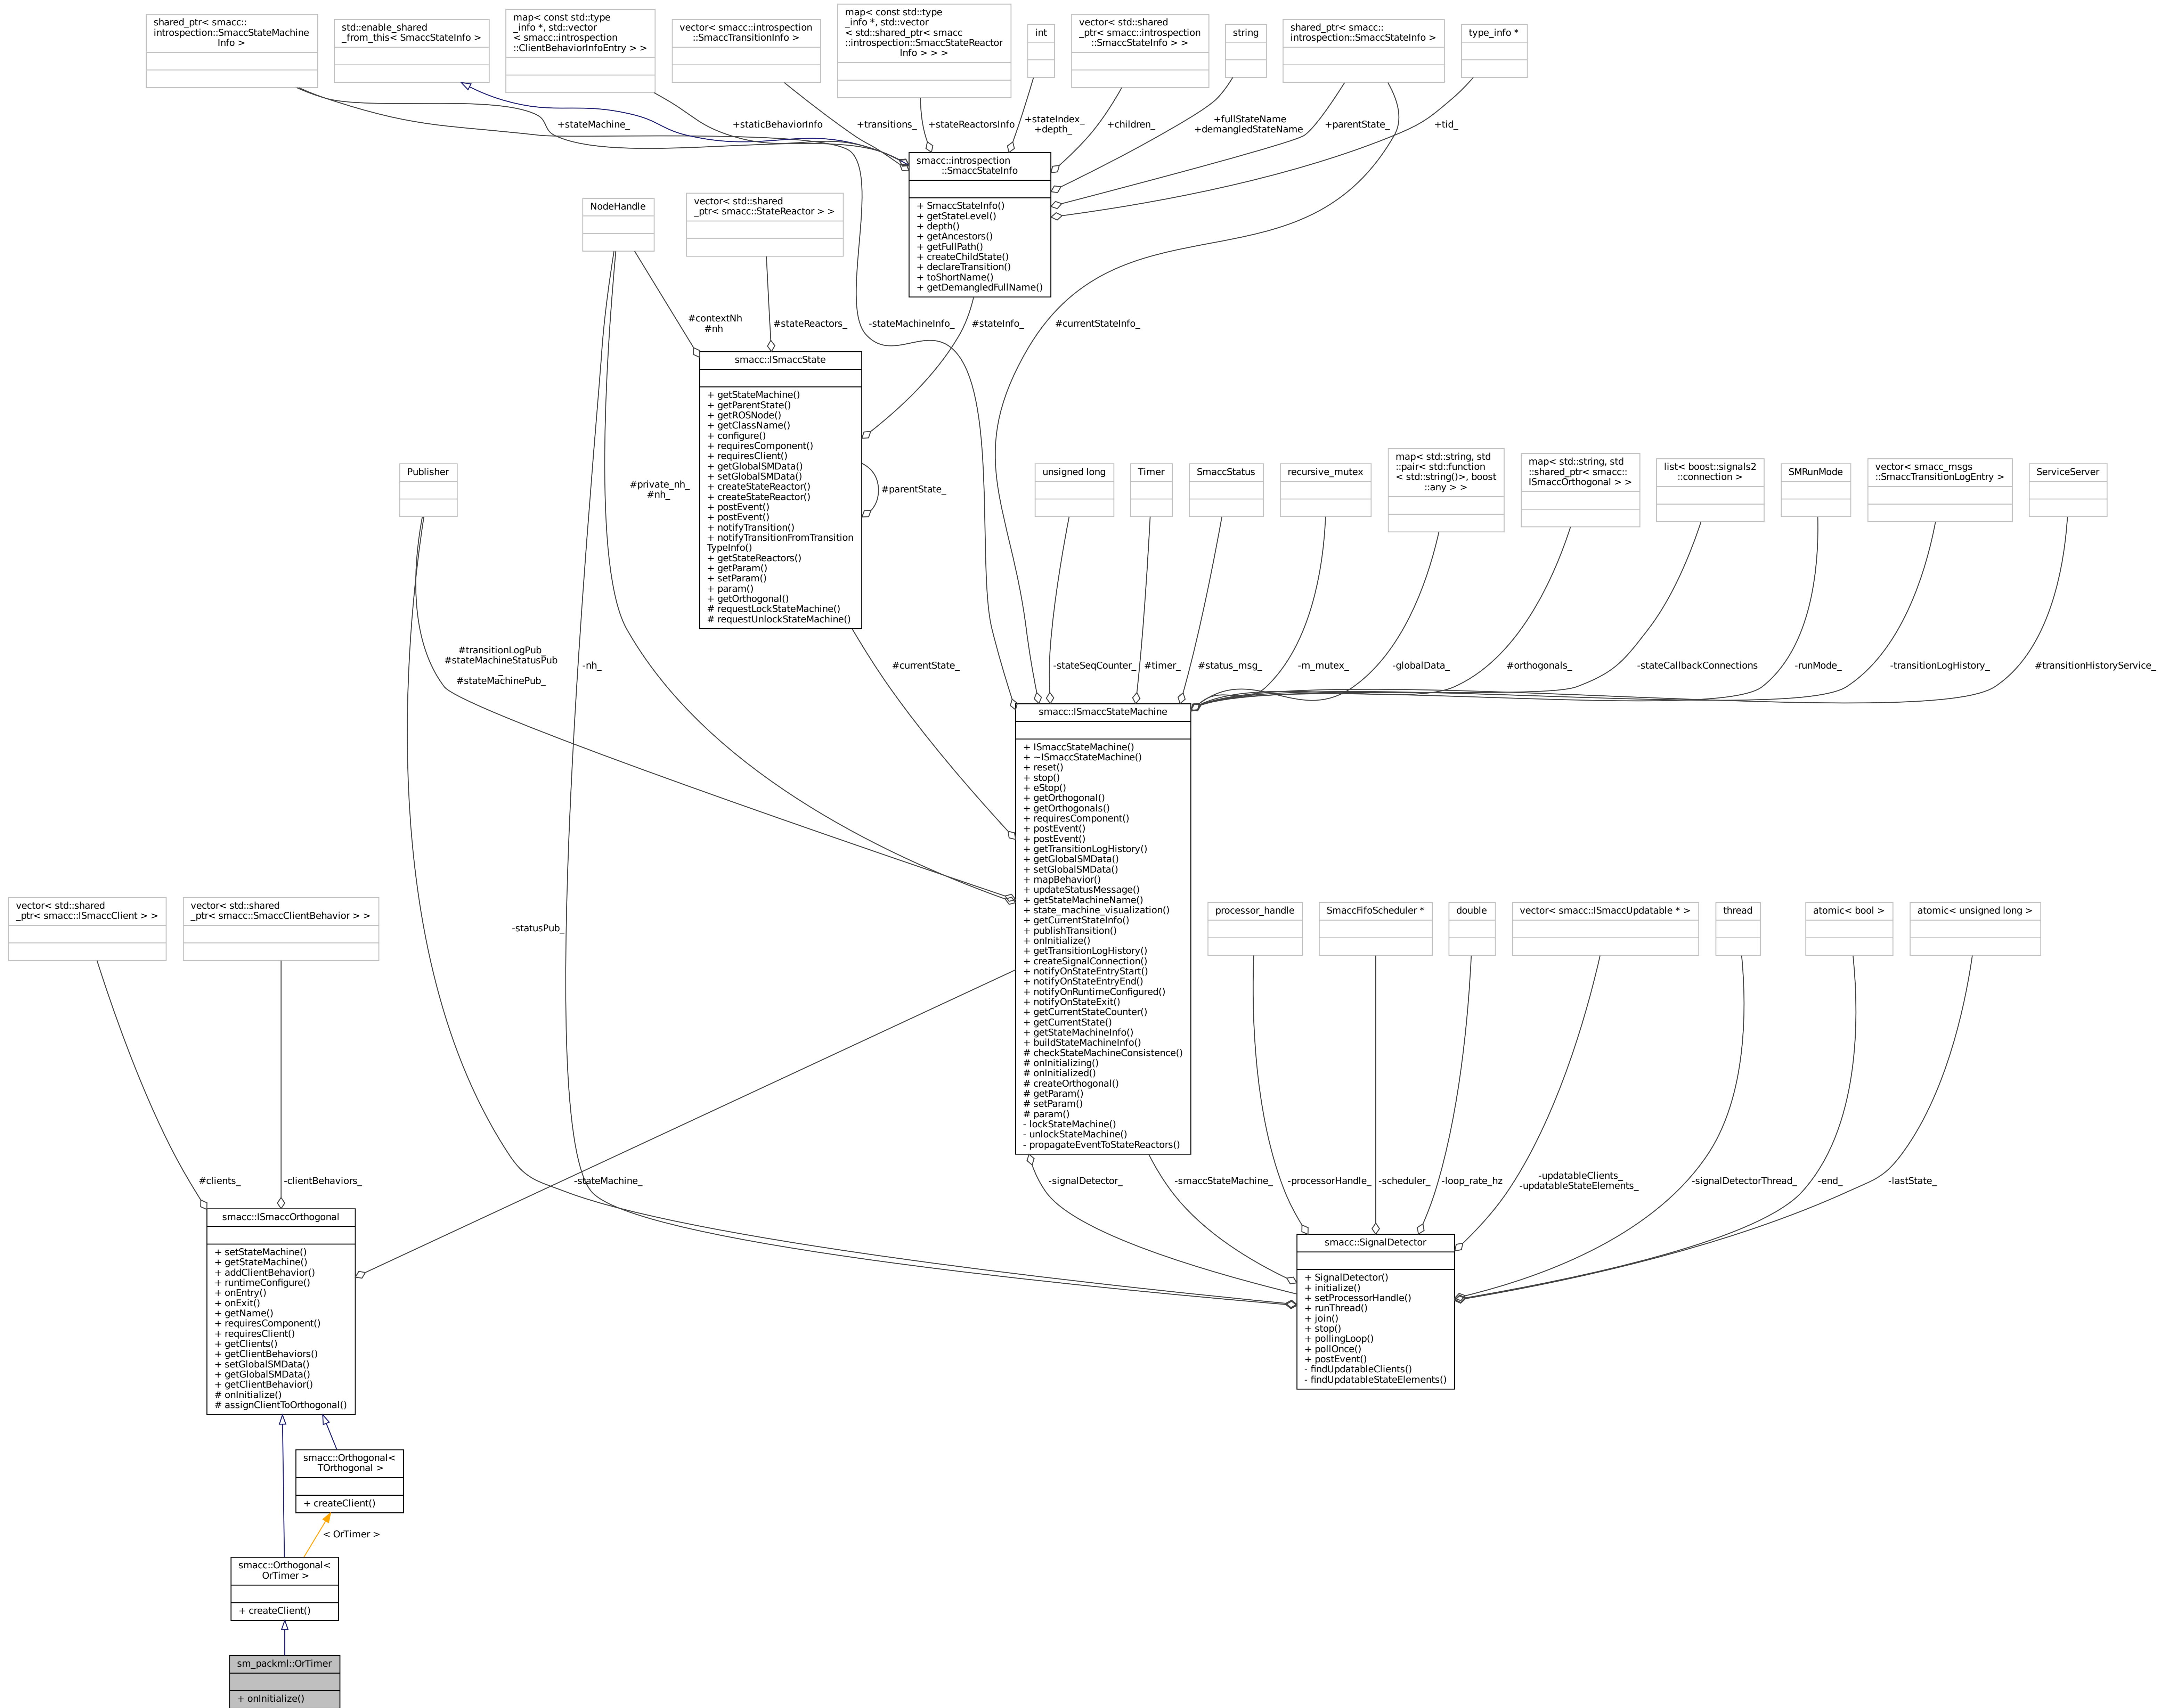 shared_ptr< smacc::
introspection::SmaccStateMachine
Info >
std::enable_shared
_from_this< SmaccStateInfo >
map< const std::type
_info *, std::vector
< smacc::introspection
::ClientBehaviorInfoEntry > >
vector< smacc::introspection
::SmaccTransitionInfo >
map< const std::type
_info *, std::vector
< std::shared_ptr< smacc
::introspection::SmaccStateReactor
Info > > >
int
vector< std::shared
_ptr< smacc::introspection
::SmaccStateInfo > >
string
shared_ptr< smacc::
introspection::SmaccStateInfo >
type_info *
+stateMachine_
+staticBehaviorInfo
+transitions_
+stateReactorsInfo
+stateIndex_
+depth_
+children_
+fullStateName
+demangledStateName
+parentState_
+tid_
smacc::introspection
::SmaccStateInfo
+ SmaccStateInfo()
+ getStateLevel()
+ depth()
+ getAncestors()
+ getFullPath()
+ createChildState()
+ declareTransition()
+ toShortName()
+ getDemangledFullName()
NodeHandle
vector< std::shared
_ptr< smacc::StateReactor > >
#contextNh
#nh
#stateReactors_
-stateMachineInfo_
#stateInfo_
#currentStateInfo_
smacc::ISmaccState
+ getStateMachine()
+ getParentState()
+ getROSNode()
+ getClassName()
+ configure()
+ requiresComponent()
+ requiresClient()
+ getGlobalSMData()
+ setGlobalSMData()
+ createStateReactor()
+ createStateReactor()
+ postEvent()
+ postEvent()
+ notifyTransition()
+ notifyTransitionFromTransition
TypeInfo()
+ getStateReactors()
+ getParam()
+ setParam()
+ param()
+ getOrthogonal()
# requestLockStateMachine()
# requestUnlockStateMachine()
#parentState_
#private_nh_
#nh_
Publisher
unsigned long
Timer
SmaccStatus
recursive_mutex
map< std::string, std
::pair< std::function
< std::string()>, boost
::any > >
map< std::string, std
::shared_ptr< smacc::
ISmaccOrthogonal > >
list< boost::signals2
::connection >
SMRunMode
vector< smacc_msgs
::SmaccTransitionLogEntry >
ServiceServer
#transitionLogPub_
#stateMachineStatusPub
_
#stateMachinePub_
-nh_
#currentState_
-stateSeqCounter_
#timer_
#status_msg_
-m_mutex_
-globalData_
#orthogonals_
-stateCallbackConnections
-runMode_
-transitionLogHistory_
#transitionHistoryService_
smacc::ISmaccStateMachine
+ ISmaccStateMachine()
+ ~ISmaccStateMachine()
+ reset()
+ stop()
+ eStop()
+ getOrthogonal()
+ getOrthogonals()
+ requiresComponent()
+ postEvent()
+ postEvent()
+ getTransitionLogHistory()
+ getGlobalSMData()
+ setGlobalSMData()
+ mapBehavior()
+ updateStatusMessage()
+ getStateMachineName()
+ state_machine_visualization()
+ getCurrentStateInfo()
+ publishTransition()
+ onInitialize()
+ getTransitionLogHistory()
+ createSignalConnection()
+ notifyOnStateEntryStart()
+ notifyOnStateEntryEnd()
+ notifyOnRuntimeConfigured()
+ notifyOnStateExit()
+ getCurrentStateCounter()
+ getCurrentState()
+ getStateMachineInfo()
+ buildStateMachineInfo()
# checkStateMachineConsistence()
# onInitializing()
# onInitialized()
# createOrthogonal()
# getParam()
# setParam()
# param()
- lockStateMachine()
- unlockStateMachine()
- propagateEventToStateReactors()
vector< std::shared
_ptr< smacc::ISmaccClient > >
vector< std::shared
_ptr< smacc::SmaccClientBehavior > >
-statusPub_
processor_handle
SmaccFifoScheduler *
double
vector< smacc::ISmaccUpdatable * >
thread
atomic< bool >
atomic< unsigned long >
#clients_
-clientBehaviors_
-stateMachine_
-signalDetector_
-smaccStateMachine_
-processorHandle_
-scheduler_
-loop_rate_hz
-updatableClients_
-updatableStateElements_
-signalDetectorThread_
-end_
-lastState_
smacc::ISmaccOrthogonal
+ setStateMachine()
+ getStateMachine()
+ addClientBehavior()
+ runtimeConfigure()
+ onEntry()
+ onExit()
+ getName()
+ requiresComponent()
+ requiresClient()
+ getClients()
+ getClientBehaviors()
+ setGlobalSMData()
+ getGlobalSMData()
+ getClientBehavior()
# onInitialize()
# assignClientToOrthogonal()
smacc::SignalDetector
+ SignalDetector()
+ initialize()
+ setProcessorHandle()
+ runThread()
+ join()
+ stop()
+ pollingLoop()
+ pollOnce()
+ postEvent()
- findUpdatableClients()
- findUpdatableStateElements()
smacc::Orthogonal<
TOrthogonal >
+ createClient()
< OrTimer >
smacc::Orthogonal<
OrTimer >
+ createClient()
sm_packml::OrTimer
+ onInitialize()